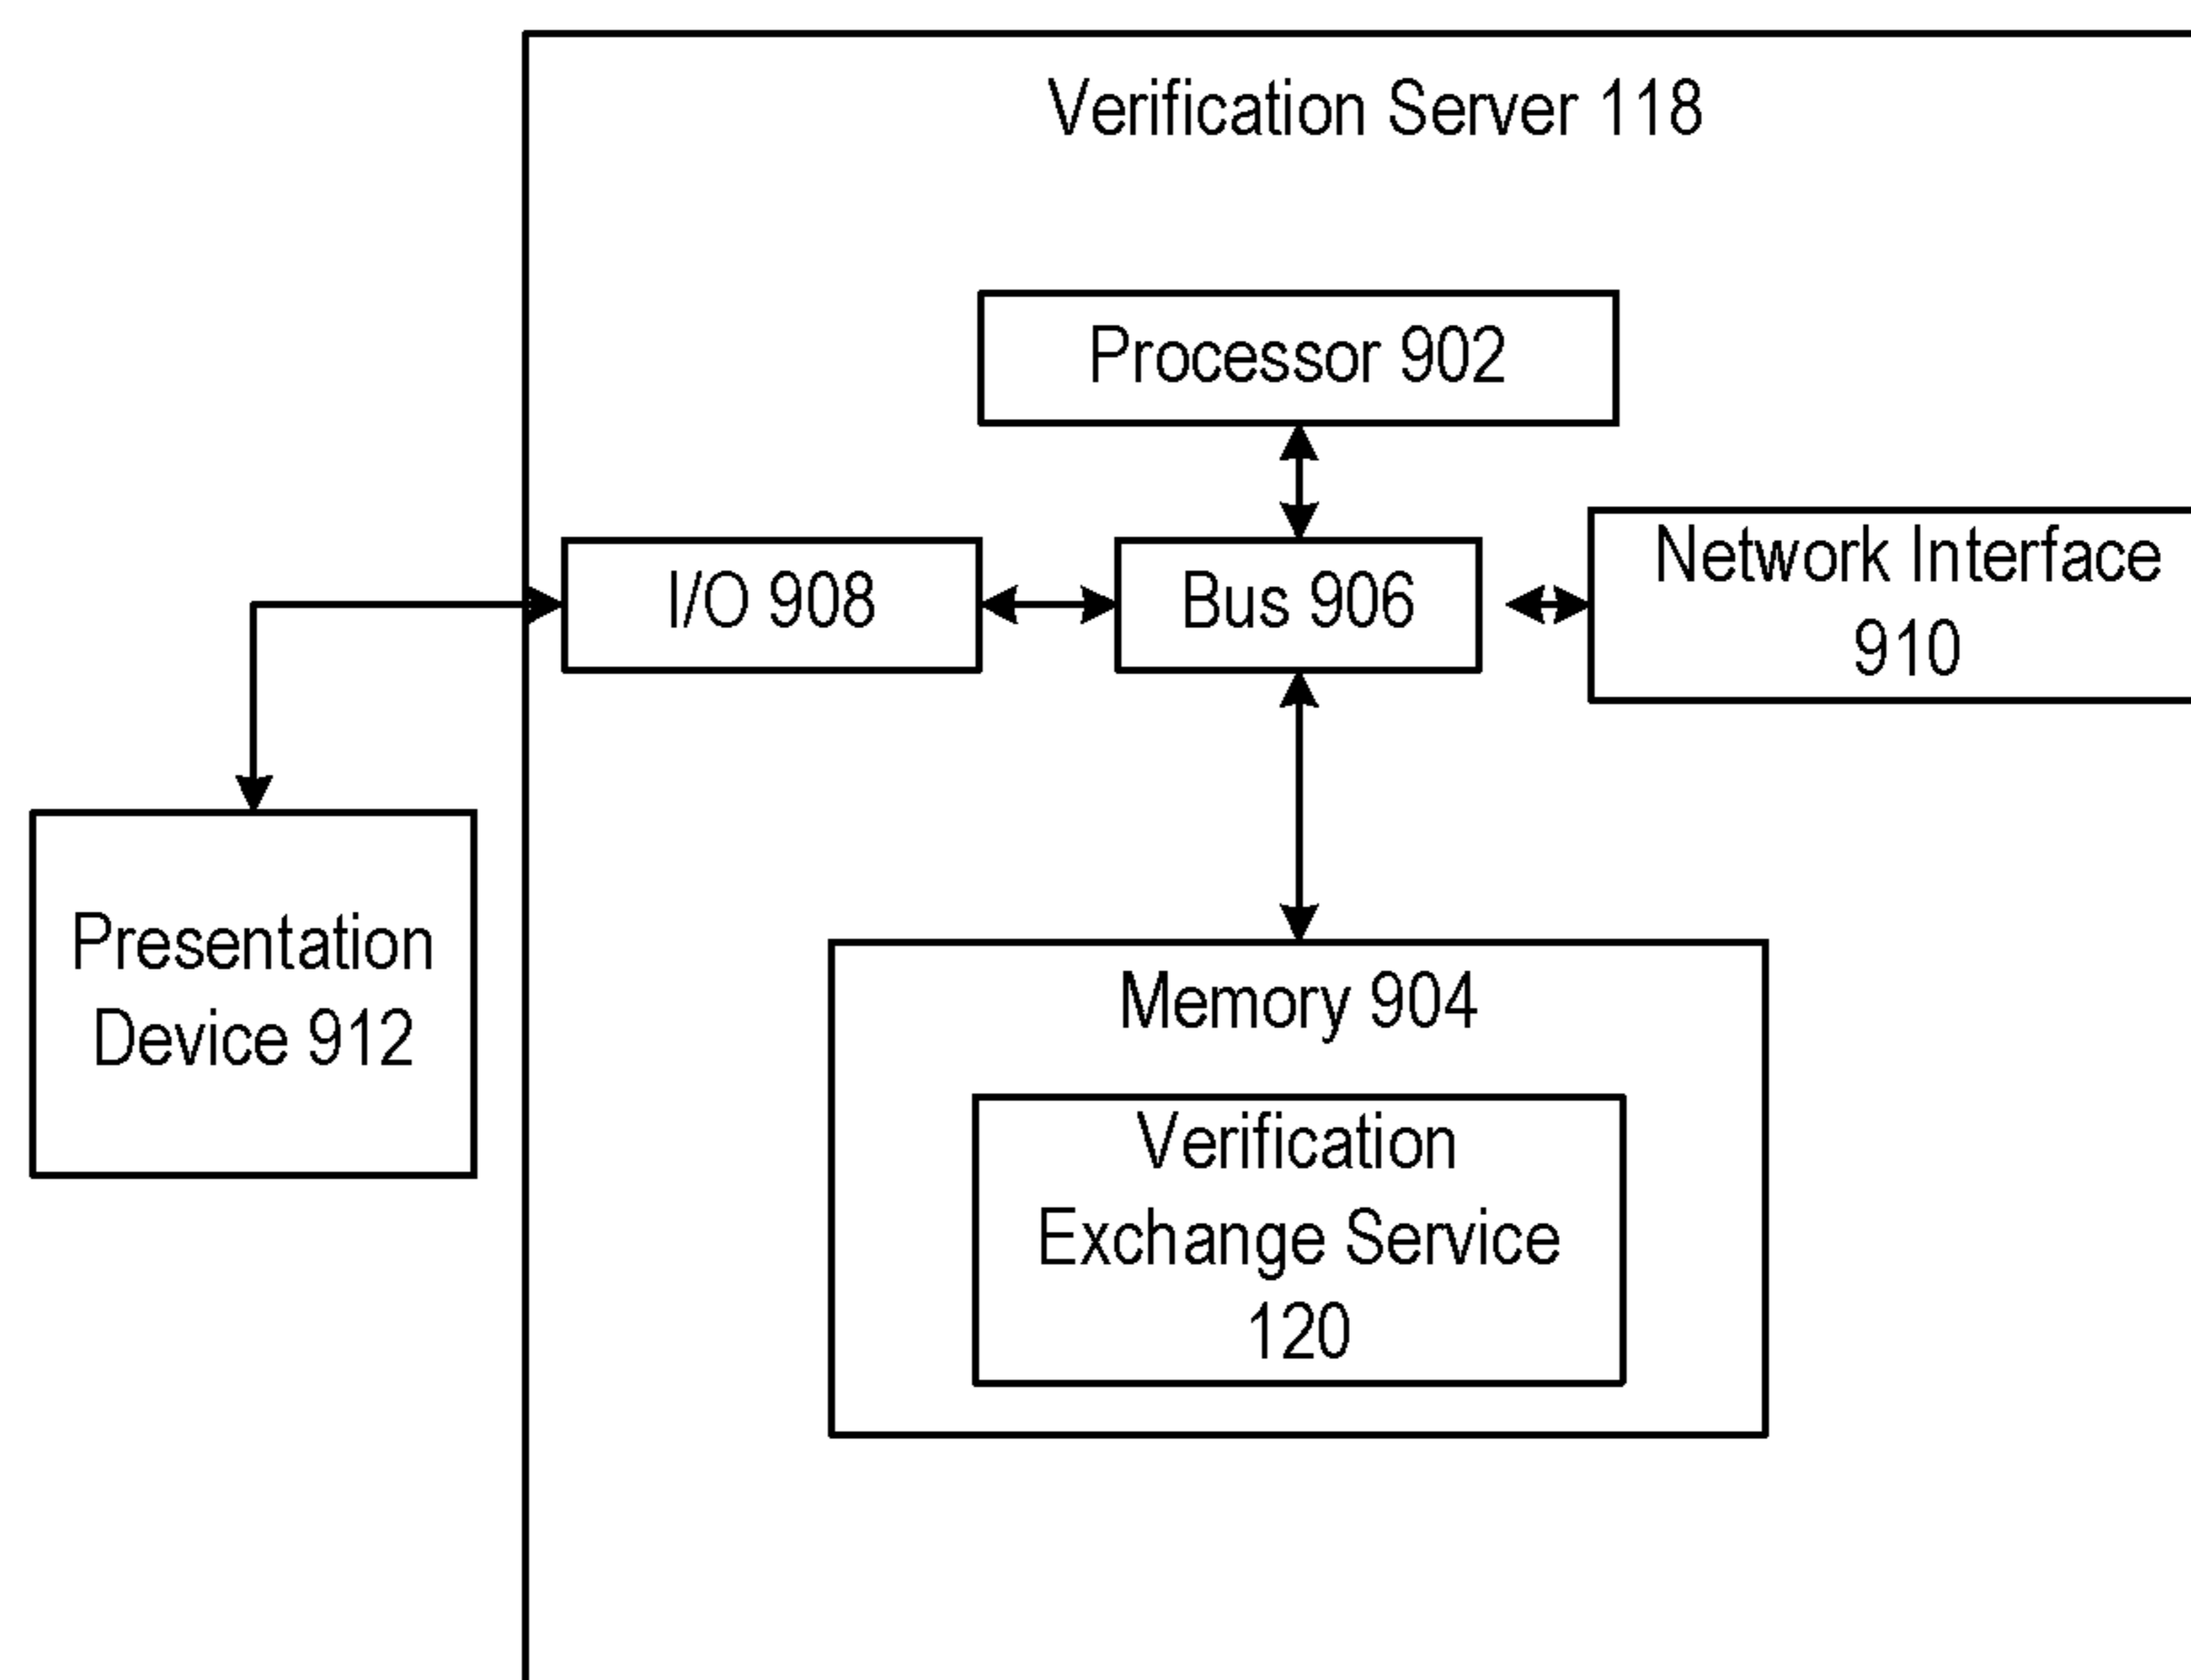 Verification Server 118
Processor 902
I/O 908
Bus 906
Network Interface
910
Presentation
Device 912
Memory 904
Verification
Exchange Service
120